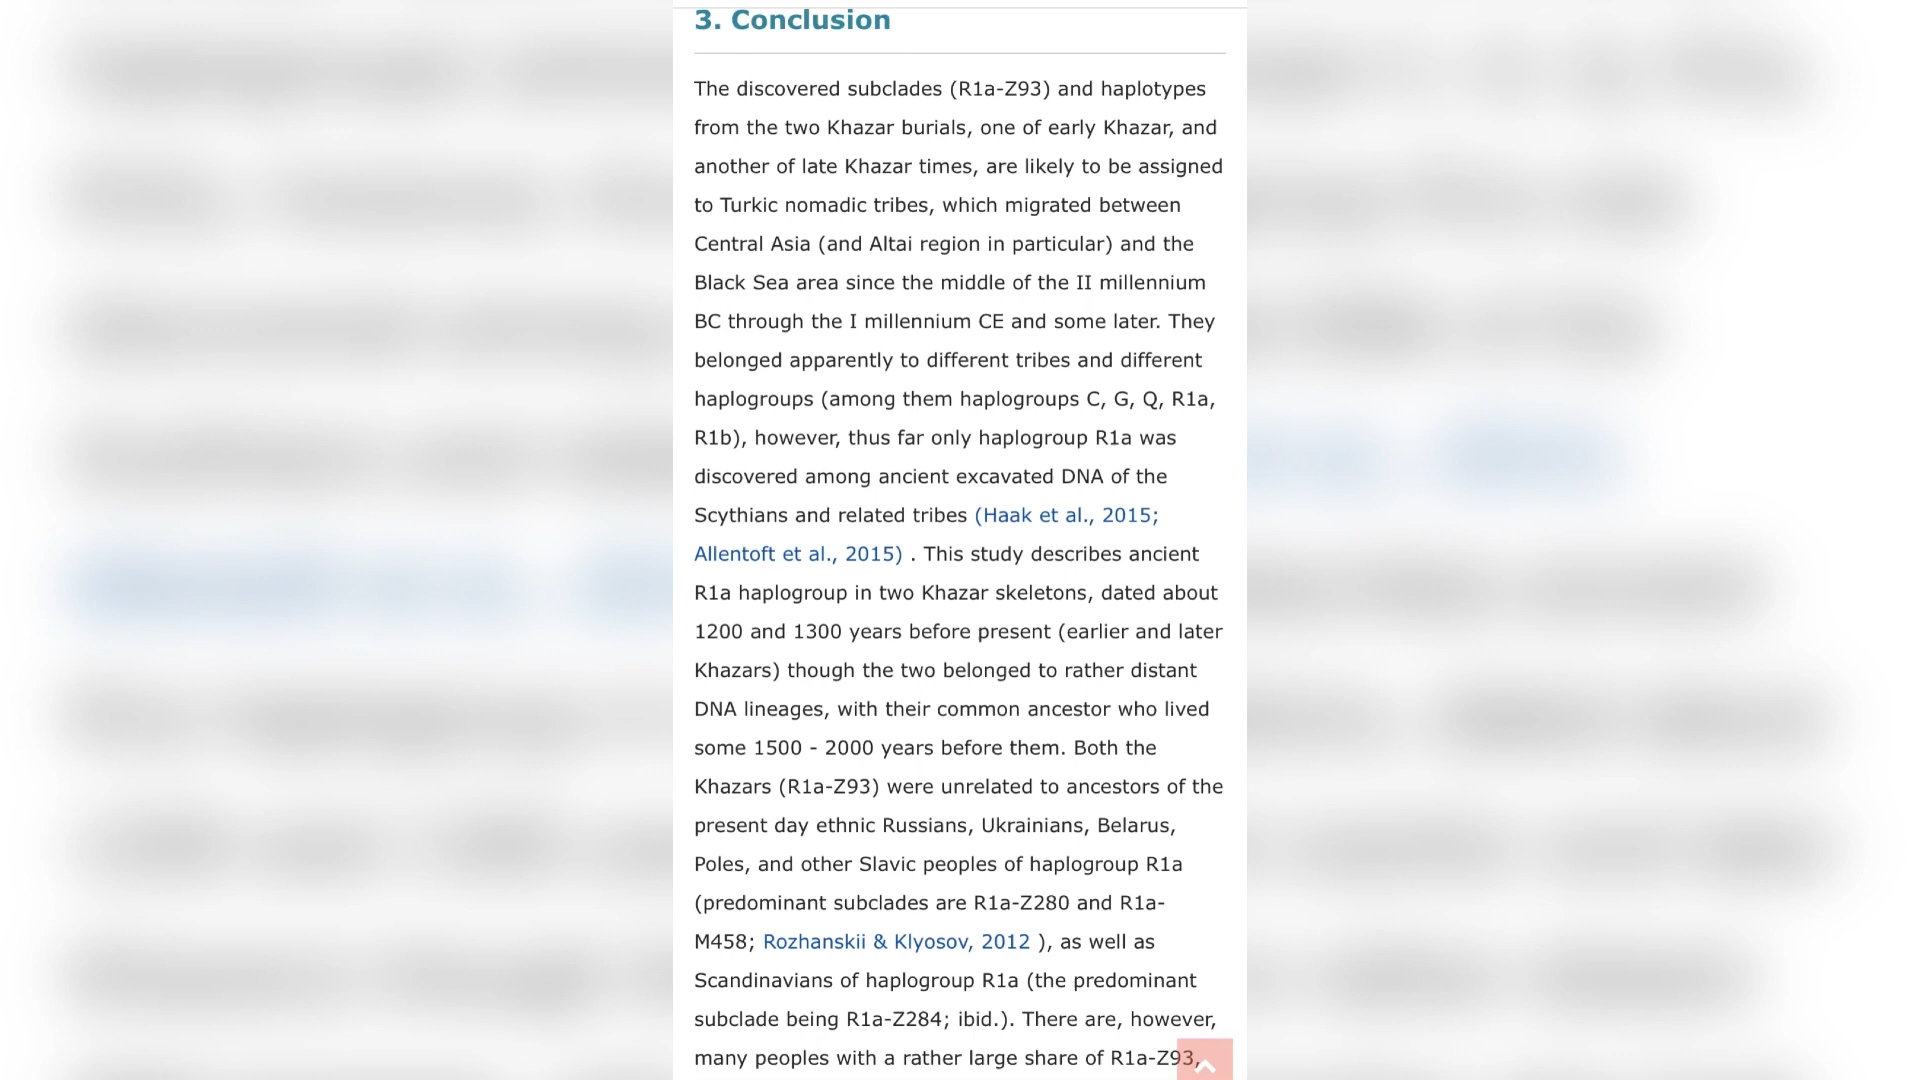 3. Conclusion
The discovered subclades (R1a-Z93) and haplotypes
from the two Khazar burials, one of early Khazar, and
another of late Khazar times, are likely to be assigned
to Turkic nomadic tribes, which migrated between
Central Asia (and Altai region in particular) and the
Black Sea area since the middle of the II millennium
BC through the I millennium CE and some later. They
belonged apparently to different tribes and different
haplogroups (among them haplogroups C, G, Q, R1a,
R1b), however, thus far only haplogroup R1a was
discovered among ancient excavated DNA of the
Scythians and related tribes (Haak et al., 2015;
Allentoft et al., 2015) . This study describes ancient
R1a haplogroup in two Khazar skeletons, dated about
1200 and 1300 years before present (earlier and later
Khazars) though the two belonged to rather distant
DNA lineages, with their common ancestor who lived
some 1500 - 2000 years before them. Both the
Khazars (R1a-Z93) were unrelated to ancestors of the
present day ethnic Russians, Ukrainians, Belarus,
Poles, and other Slavic peoples of haplogroup R1a
(predominant subclades are R1a-Z280 and R1a-
M458; Rozhanskii & Klyosov, 2012 ), as well as
Scandinavians of haplogroup R1a (the predominant
subclade being R1a-Z284; ibid.). There are, however,
many peoples with a rather large share of R1a-Z93,